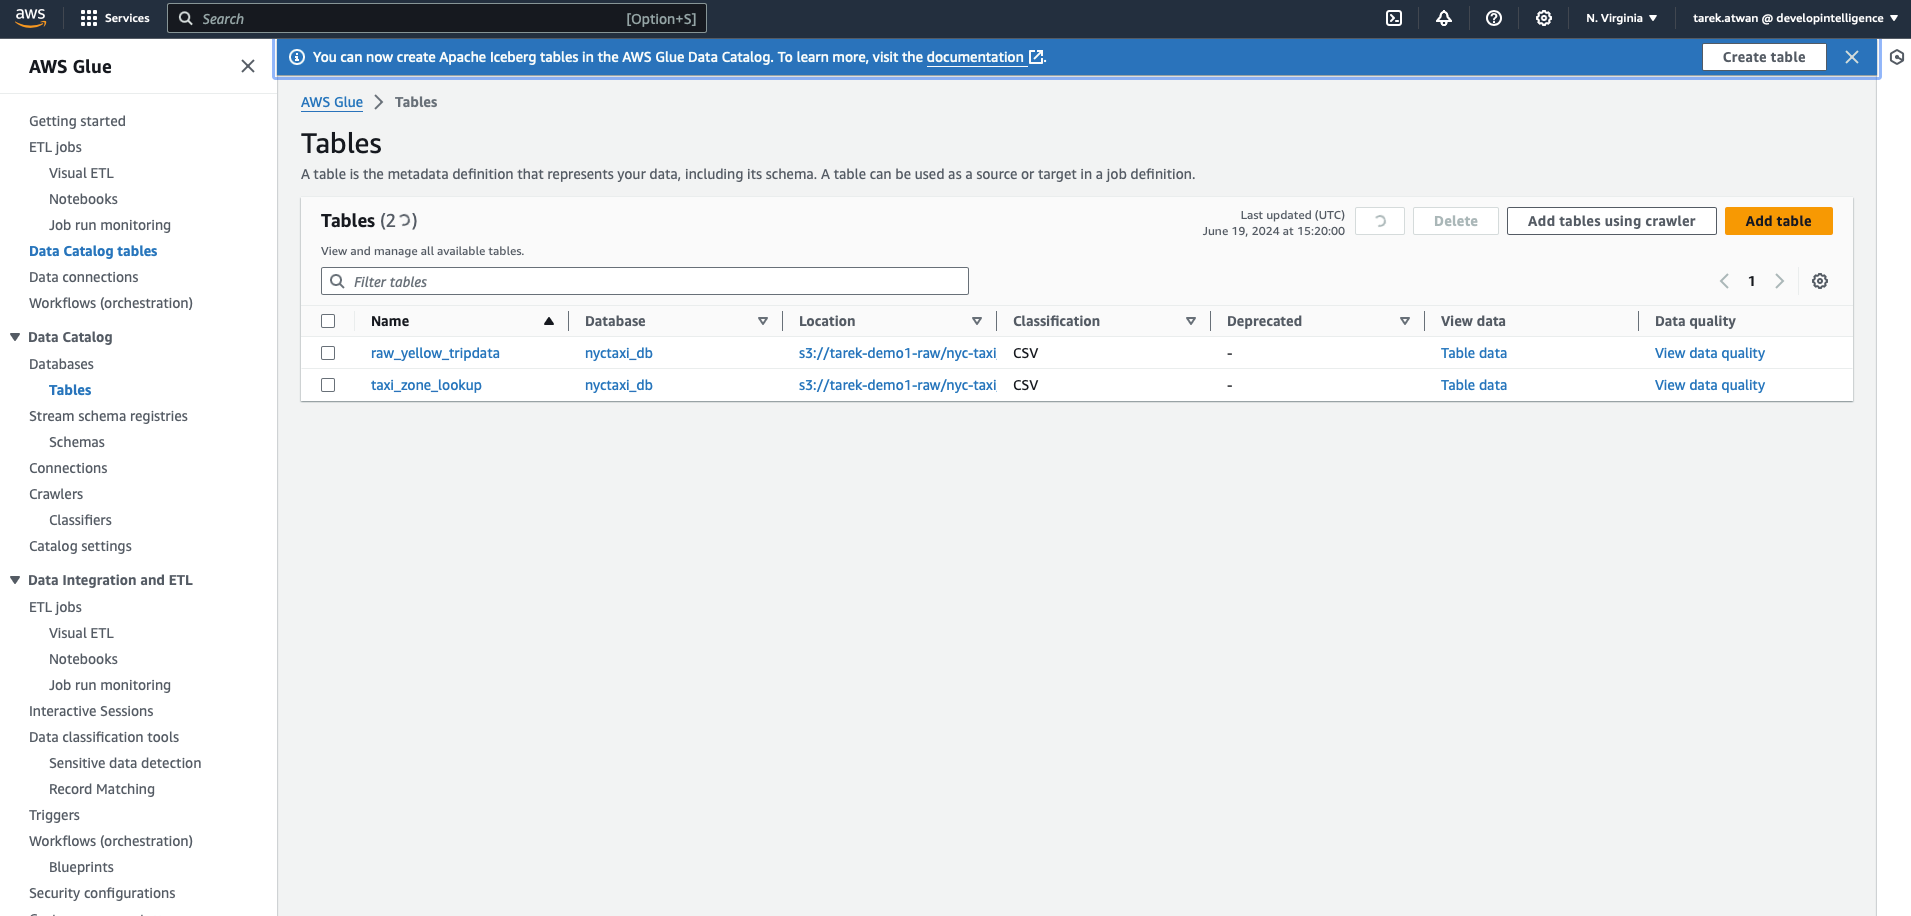 aws
Services
Search
[Option+S]
N. Virginia
tarek.atwan @ developintelligence
AWS Glue
You can now create Apache Iceberg tables in the AWS Glue Data Catalog. To learn more, visit the documentation.
Create table
Getting started
ETL jobs
Visual ETL
Notebooks
Job run monitoring
Data Catalog tables
Data connections
Workflows (orchestration)
Data Catalog
Databases
Tables
Stream schema registries
Schemas
Connections
Crawlers
Classifiers
Catalog settings
Data Integration and ETL
ETL jobs
Visual ETL
Notebooks
Job run monitoring
Interactive Sessions
Data classification tools
Sensitive data detection
Record Matching
Triggers
Workflows (orchestration)
Blueprints
Security configurations
AWS Glue > Tables
Tables
A table is the metadata definition that represents your data, including its schema. A table can be used as a source or target in a job definition.
Tables (2)
View and manage all available tables.
Last updated (UTC)
June 19, 2024 at 15:20:00
Delete
Add tables using crawler
Add table
Filter tables
1
Name Database Location Classification Deprecated View data Data quality
raw_yellow_tripdata nyctaxi_db s3://tarek-demo1-raw/nyc-taxi CSV - Table data View data quality
taxi_zone_lookup nyctaxi_db s3://tarek-demo1-raw/nyc-taxi CSV - Table data View data quality